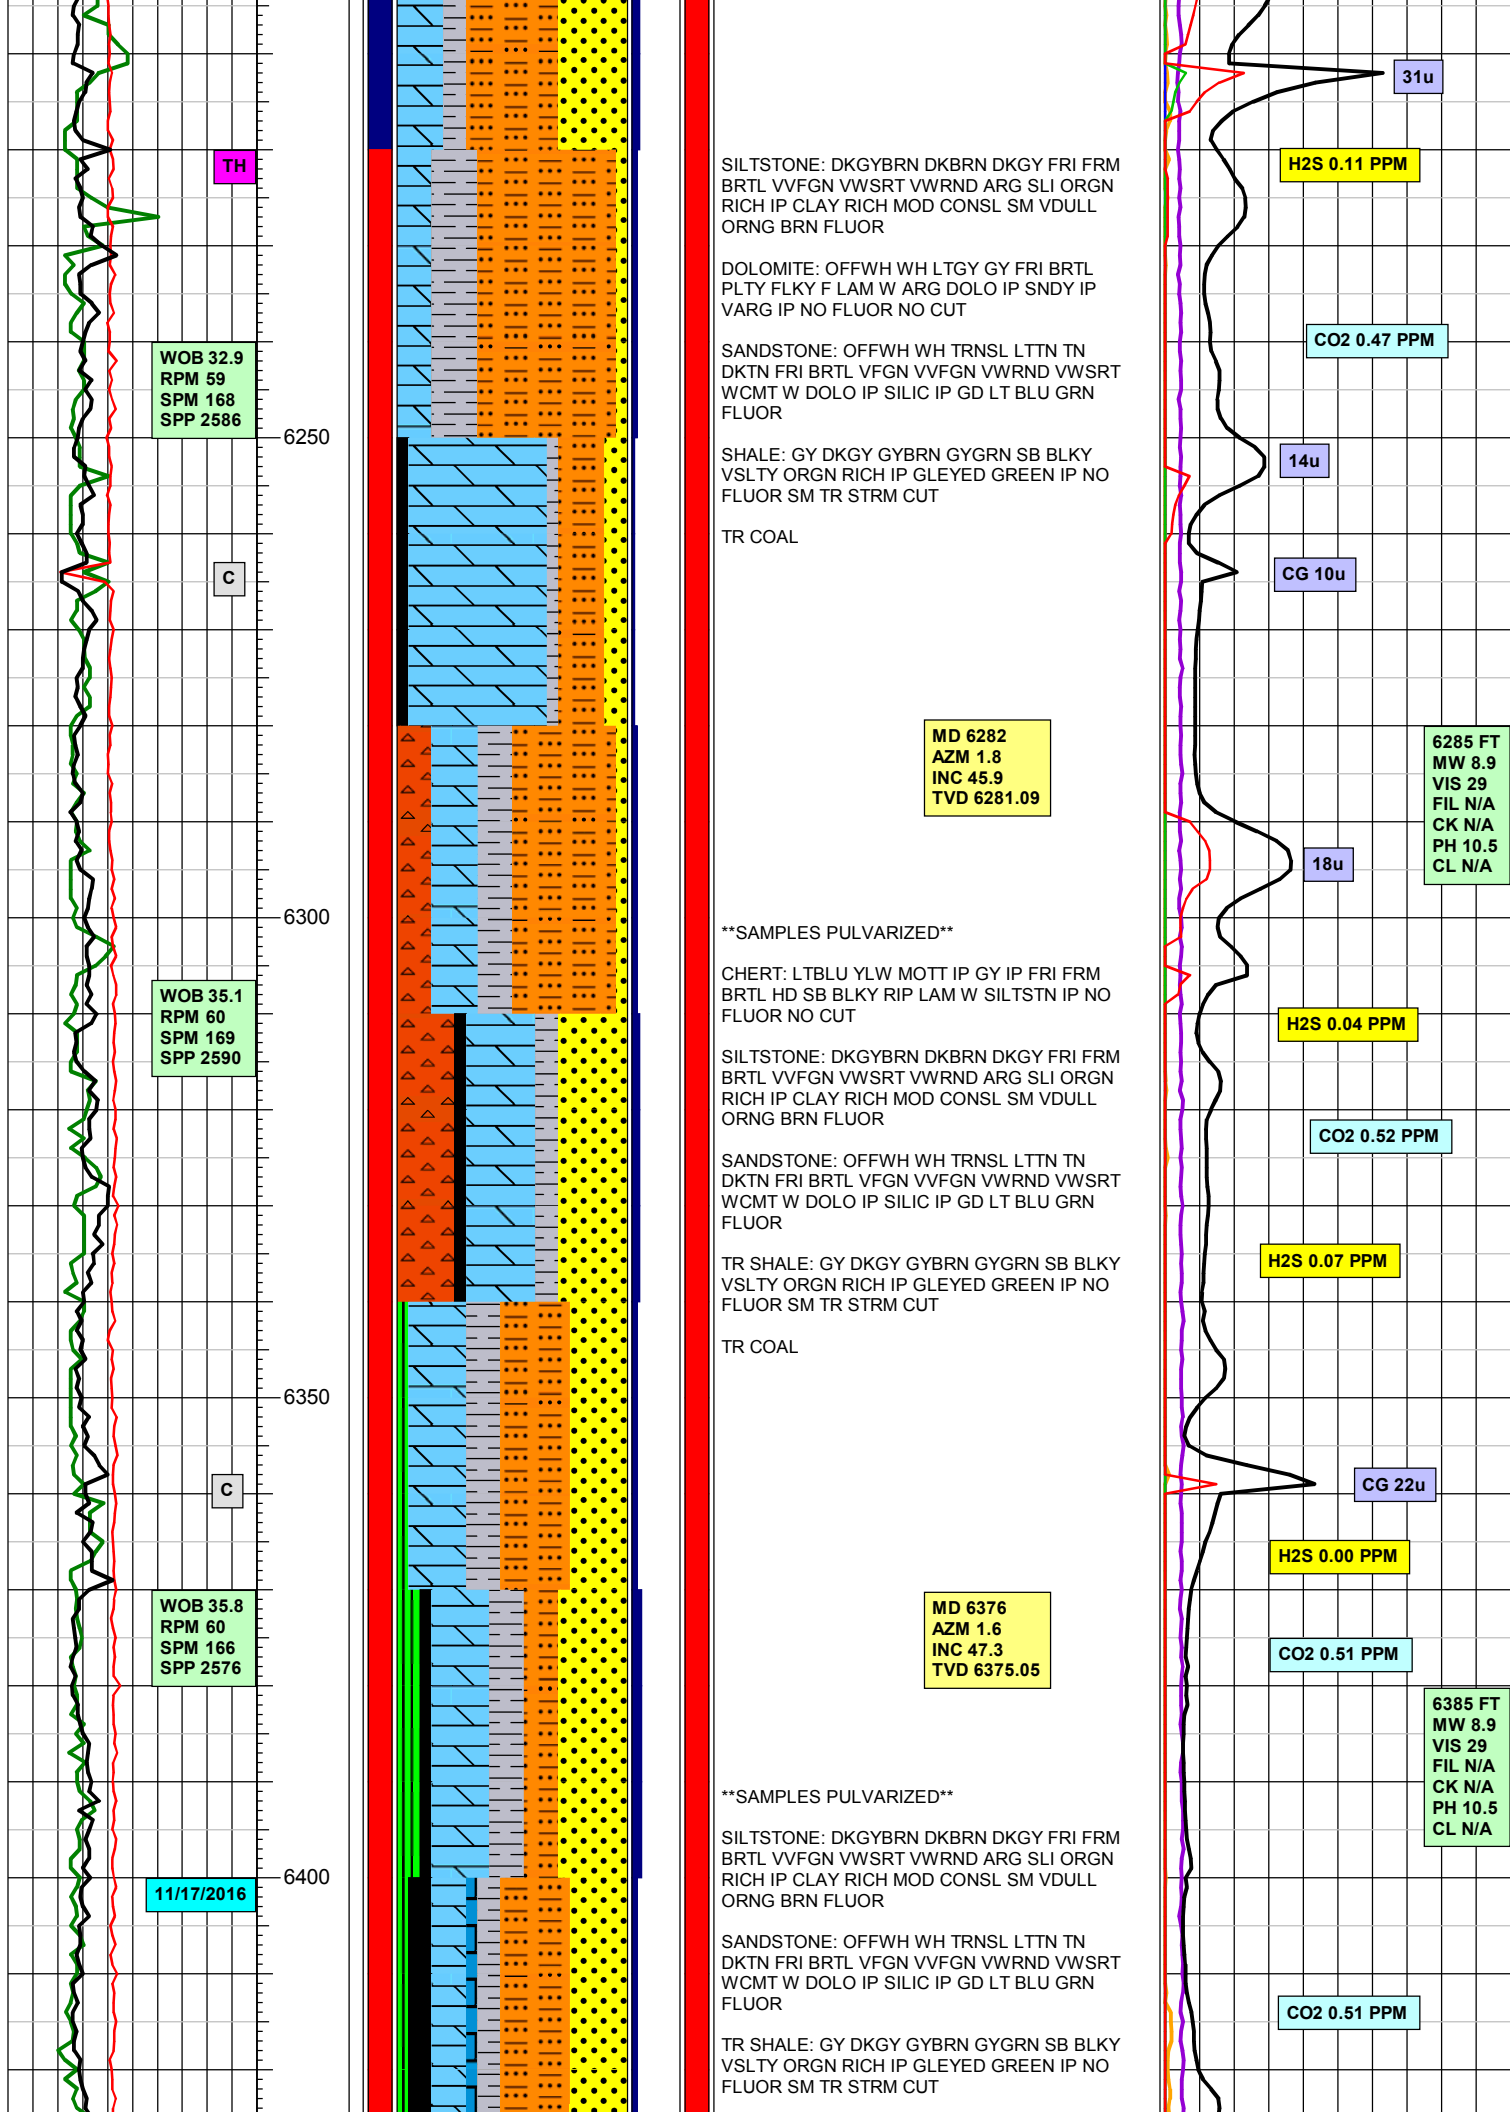 31u
TH
SILTSTONE: DKGYBRN DKBRN DKGY FRI FRM
BRTL VVFGN VWSRT VWRND ARG SLI ORGN
RICH IP CLAY RICH MOD CONSL SM VDULL
ORNG BRN FLUOR
H2S 0.11 PPM
DOLOMITE: OFFWH WH LTGY GY FRI BRTL
PLTY FLKY F LAM W ARG DOLO IP SNDY IP
VARG IP NO FLUOR NO CUT
CO2 0.47 PPM
WOB 32.9
RPM 59
SPM 168
SPP 2586
SANDSTONE: OFFWH WH TRNSL LTTN TN
DKTN FRI BRTL VFGN VVFGN VWRND VWSRT
WCMT W DOLO IP SILIC IP GD LT BLU GRN
FLUOR
6250
SHALE: GY DKGY GYBRN GYGRN SB BLKY
VSLTY ORGN RICH IP GLEYED GREEN IP NO
FLUOR SM TR STRM CUT
14u
TR COAL
C
CG 10u
MD 6282
AZM 1.8
INC 45.9
TVD 6281.09
6285 FT
MW 8.9
VIS 29
FIL N/A
CK N/A
PH 10.5
CL N/A
18u
6300
**SAMPLES PULVARIZED**
CHERT: LTBLU YLW MOTT IP GY IP FRI FRM
BRTL HD SB BLKY RIP LAM W SILTSTN IP NO
FLUOR NO CUT
WOB 35.1
RPM 60
SPM 169
SPP 2590
H2S 0.04 PPM
SILTSTONE: DKGYBRN DKBRN DKGY FRI FRM
BRTL VVFGN VWSRT VWRND ARG SLI ORGN
RICH IP CLAY RICH MOD CONSL SM VDULL
ORNG BRN FLUOR
CO2 0.52 PPM
SANDSTONE: OFFWH WH TRNSL LTTN TN
DKTN FRI BRTL VFGN VVFGN VWRND VWSRT
WCMT W DOLO IP SILIC IP GD LT BLU GRN
FLUOR
H2S 0.07 PPM
TR SHALE: GY DKGY GYBRN GYGRN SB BLKY
VSLTY ORGN RICH IP GLEYED GREEN IP NO
FLUOR SM TR STRM CUT
TR COAL
6350
C
CG 22u
H2S 0.00 PPM
WOB 35.8
RPM 60
SPM 166
SPP 2576
MD 6376
AZM 1.6
INC 47.3
TVD 6375.05
CO2 0.51 PPM
6385 FT
MW 8.9
VIS 29
FIL N/A
CK N/A
PH 10.5
CL N/A
**SAMPLES PULVARIZED**
SILTSTONE: DKGYBRN DKBRN DKGY FRI FRM
BRTL VVFGN VWSRT VWRND ARG SLI ORGN
RICH IP CLAY RICH MOD CONSL SM VDULL
ORNG BRN FLUOR
6400
11/17/2016
SANDSTONE: OFFWH WH TRNSL LTTN TN
DKTN FRI BRTL VFGN VVFGN VWRND VWSRT
WCMT W DOLO IP SILIC IP GD LT BLU GRN
FLUOR
CO2 0.51 PPM
TR SHALE: GY DKGY GYBRN GYGRN SB BLKY
VSLTY ORGN RICH IP GLEYED GREEN IP NO
FLUOR SM TR STRM CUT